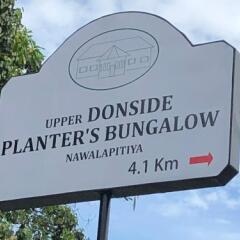 UPPER DONSIDE
PLANTER'S BUNGALOW
NAWALAPITIYA
4.1 Km